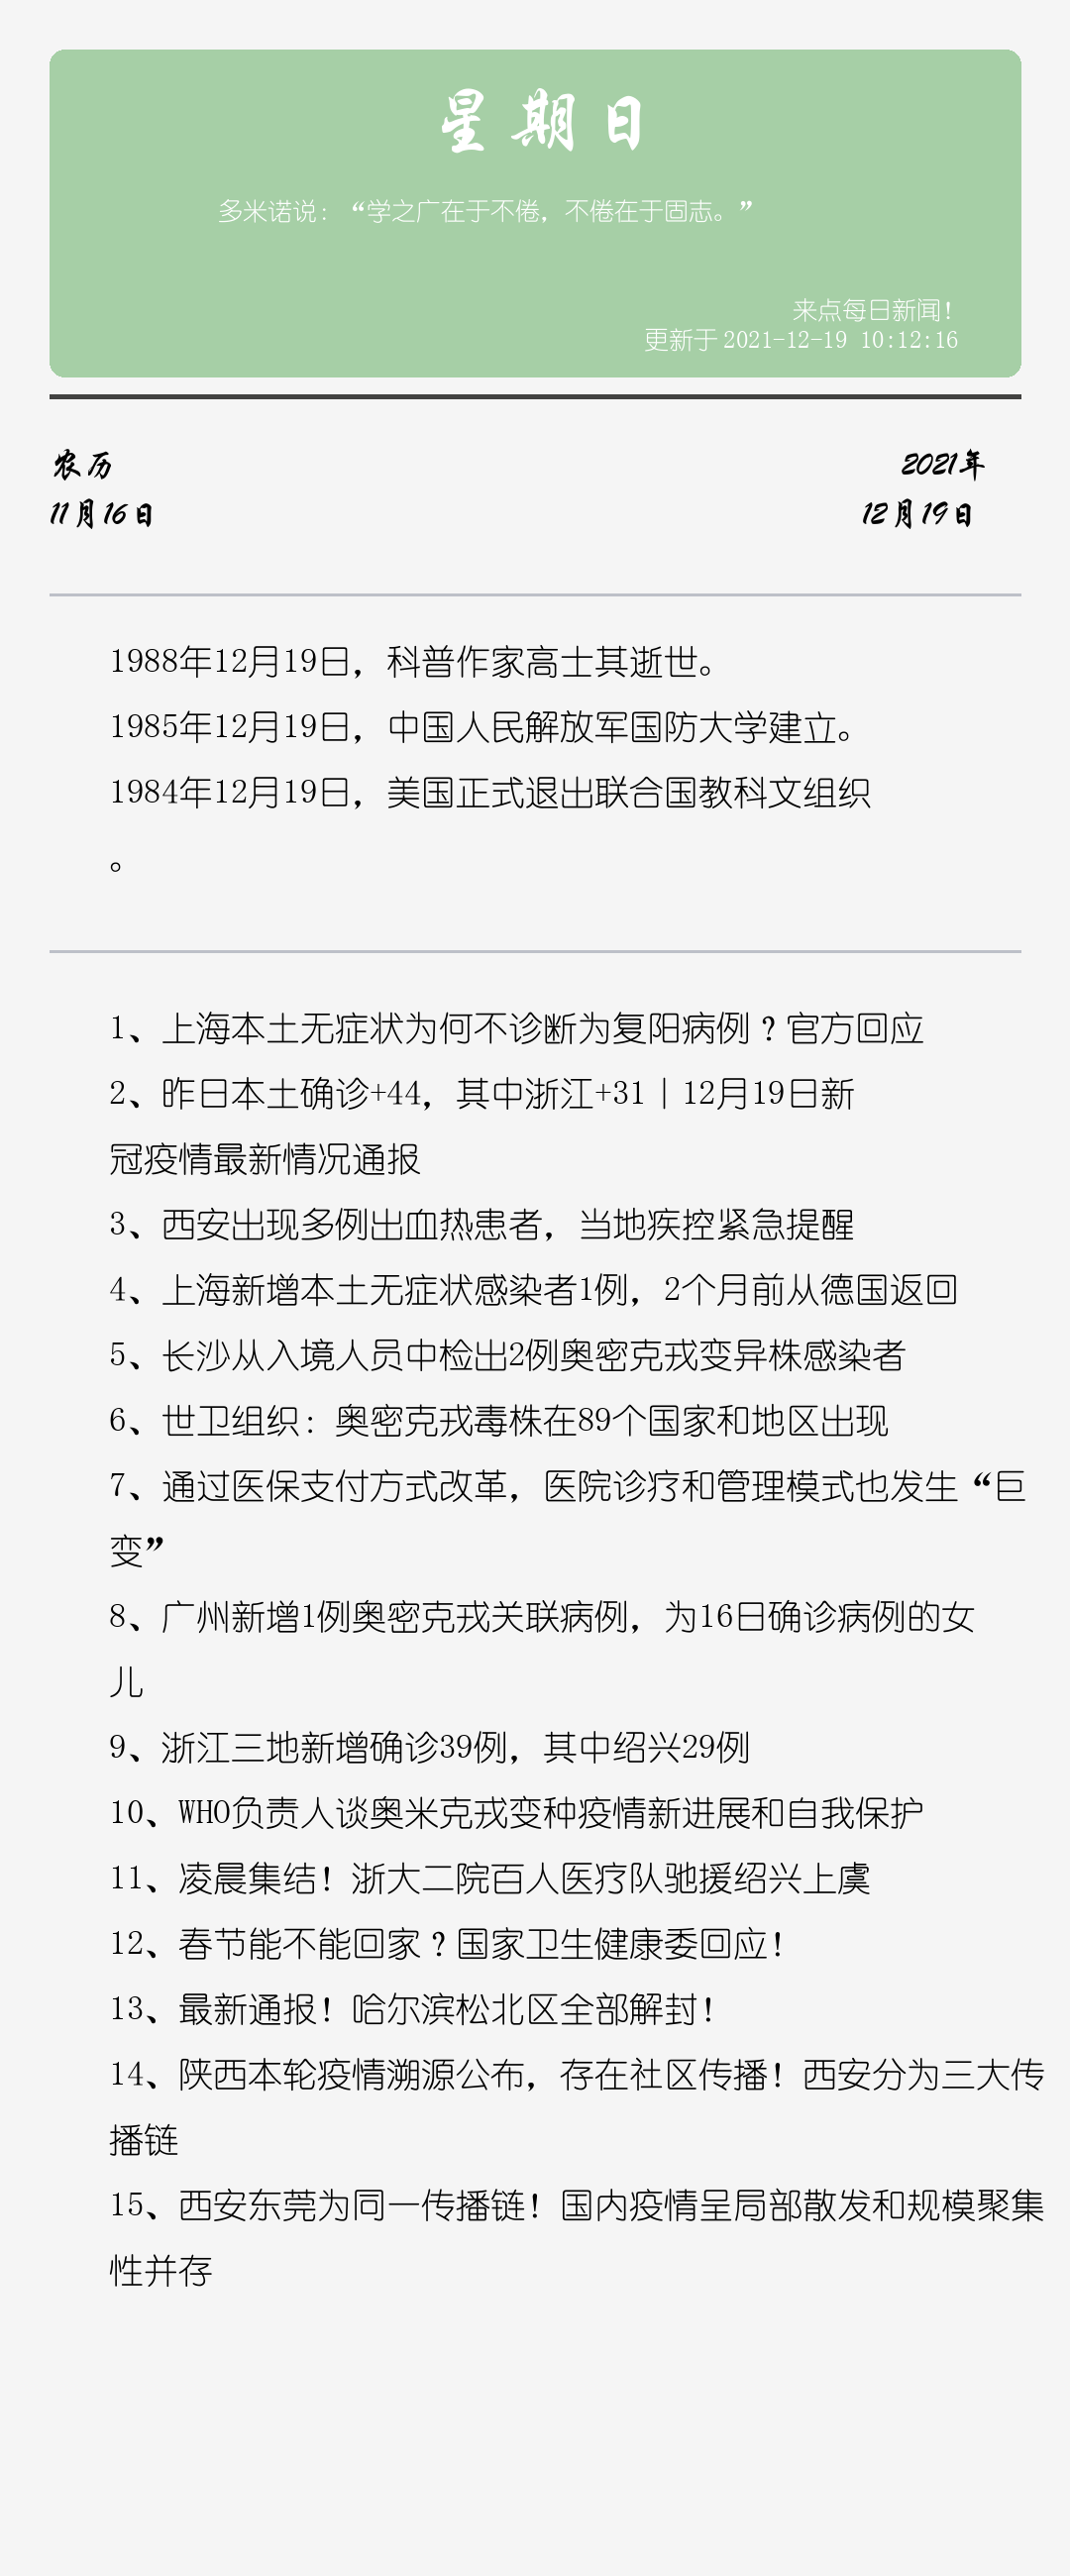 星期日
多米诺说：“学之广在于不倦，不倦在于固志。”
来点每日新闻！
更新于2021-12-19 10:12:16
农历
2021年
11月16日
12月19日
1988年12月19日，科普作家高士其逝世。
1985年12月19日，中国人民解放军国防大学建立。
1984年12月19日，美国正式退出联合国教科文组织
。
1、上海本土无症状为何不诊断为复阳病例？官方回应
2、昨日本土确诊+44，其中浙江+31丨12月19日新
冠疫情最新情况通报
3、西安出现多例出血热患者，当地疾控紧急提醒
4、上海新增本土无症状感染者1例，2个月前从德国返回
5、长沙从入境人员中检出2例奥密克戎变异株感染者
6、世卫组织：奥密克戎毒株在89个国家和地区出现
7、通过医保支付方式改革，医院诊疗和管理模式也发生“巨
变”
8、广州新增1例奥密克戎关联病例，为16日确诊病例的女
儿
9、浙江三地新增确诊39例，其中绍兴29例
10、WHO负责人谈奥米克戎变种疫情新进展和自我保护
11、凌晨集结！浙大二院百人医疗队驰援绍兴上虞
12、春节能不能回家？国家卫生健康委回应！
13、最新通报！哈尔滨松北区全部解封！
14、陕西本轮疫情溯源公布，存在社区传播！西安分为三大传
播链
15、西安东莞为同一传播链！国内疫情呈局部散发和规模聚集
性并存